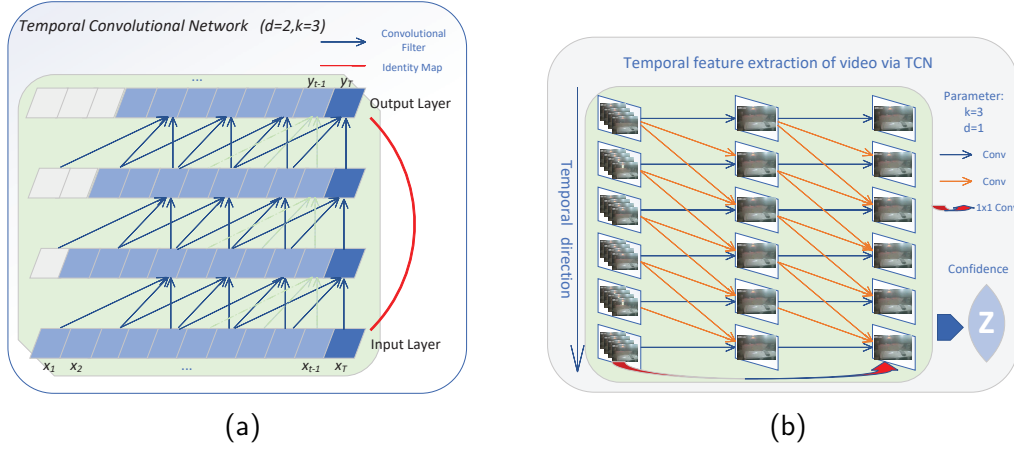 Temporal Convolutional Network (d=2,k=3)
Convolutional
Filter
Identity Map
...
y_{t-1}
y_T
Output Layer
Input Layer
x_1
x_2
...
x_{t-1}
x_T
(a)
Temporal feature extraction of video via TCN
Temporal direction
Parameter:
k=3
d=1
Conv
Conv
1x1 Conv
Confidence
Z
(b)